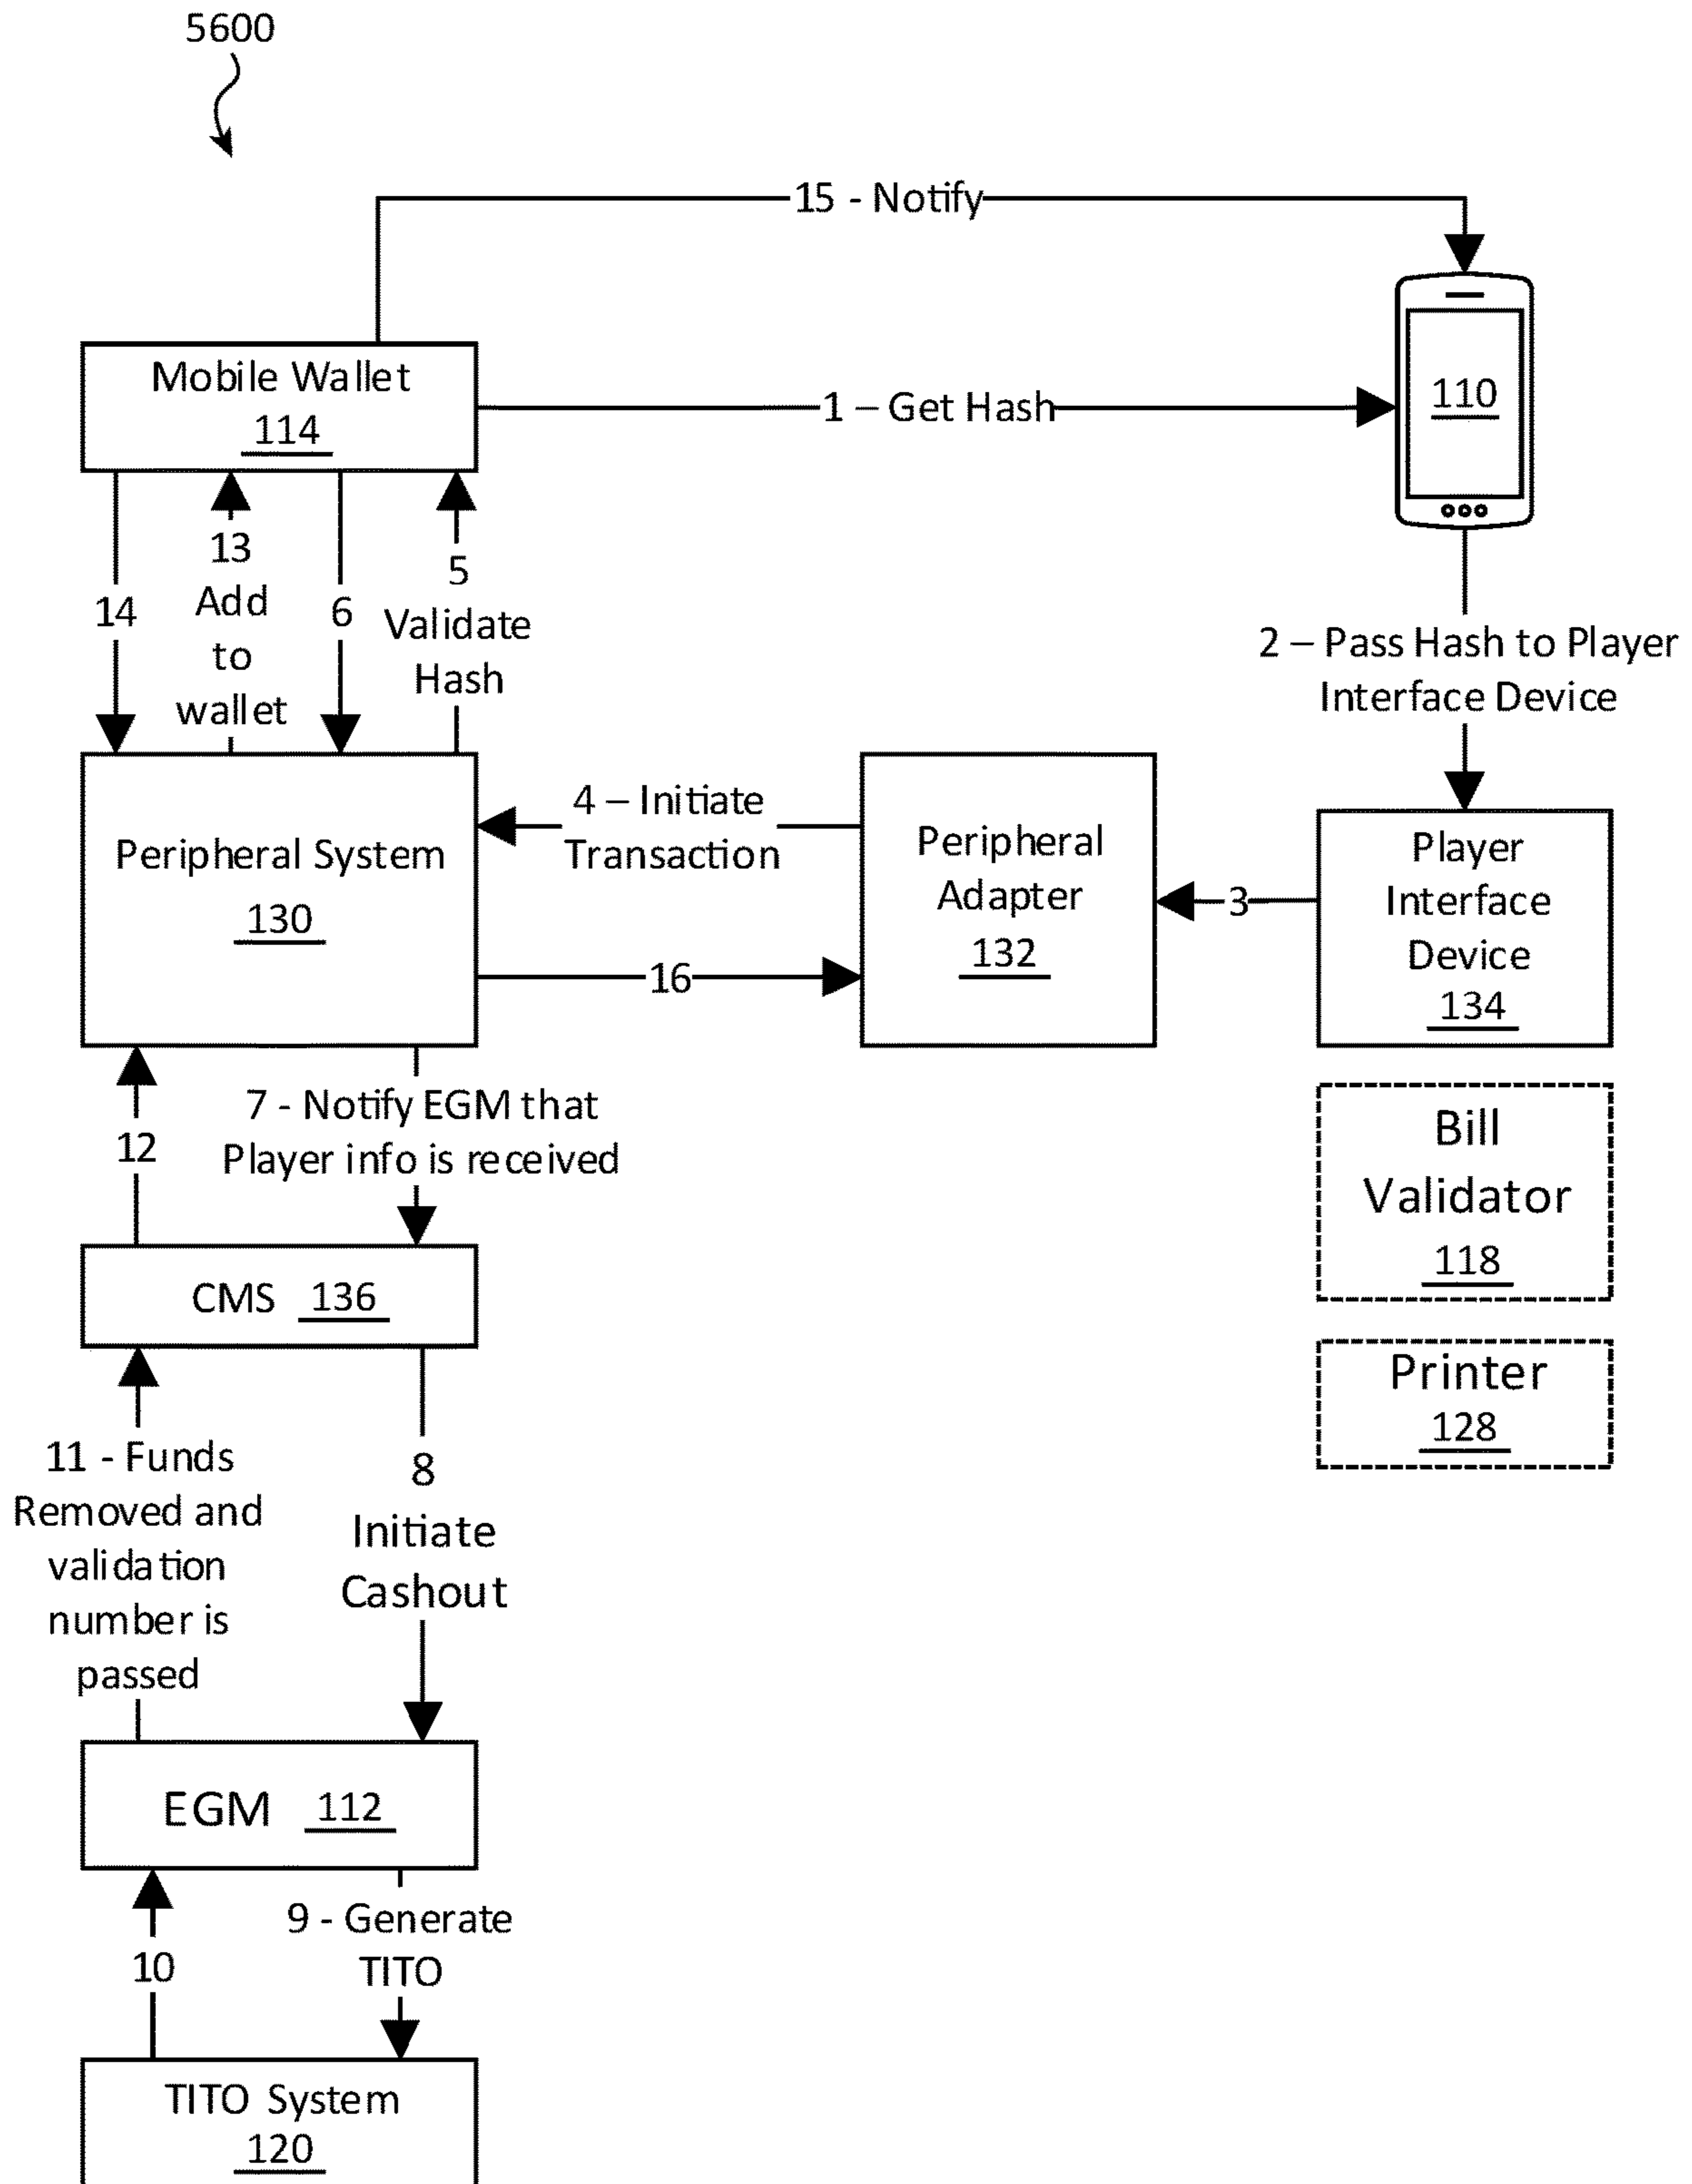 5600
15 - Notify
Mobile Wallet
114
1 – Get Hash
110
14
13
Add
to
wallet
6
5
Validate
Hash
2 – Pass Hash to Player
Interface Device
Peripheral System
130
4 – Initiate
Transaction
16
Peripheral
Adapter
132
3
Player
Interface
Device
134
12
7 - Notify EGM that
Player info is received
Bill
Validator
118
CMS 136
Printer
128
11 - Funds
Removed and
validation
number is
passed
8
Initiate
Cashout
EGM 112
10
9 - Generate
TITO
TITO System
120